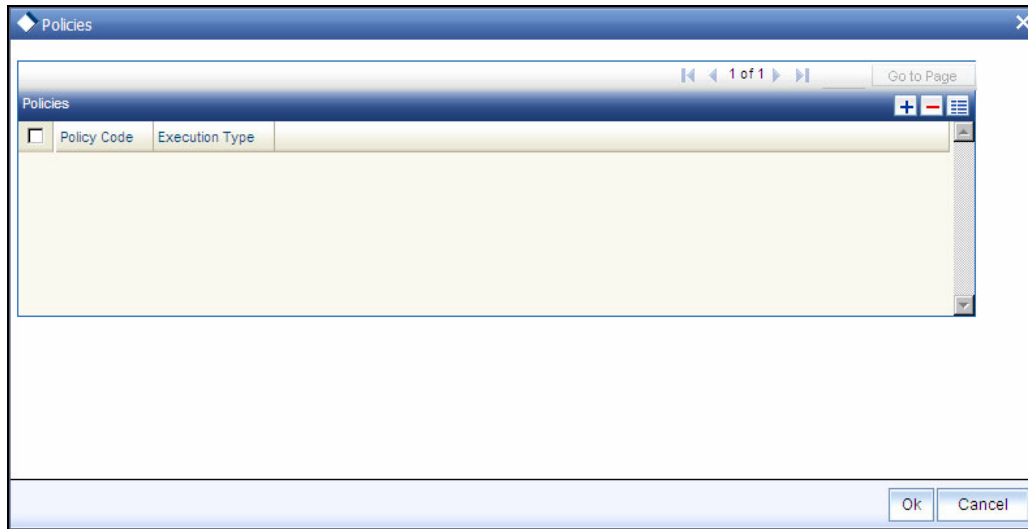 Policies
1 of 1 Go to Page
Policies
Policy Code Execution Type
Ok Cancel